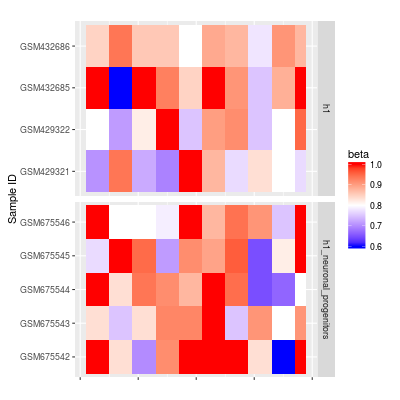 GSM432686
GSM432685
GSM429322
GSM429321
h1
GSM675546
GSM675545
GSM675544
GSM675543
GSM675542
h1_neuronal_progenitors
Sample ID
beta
1.0
0.9
0.8
0.7
0.6